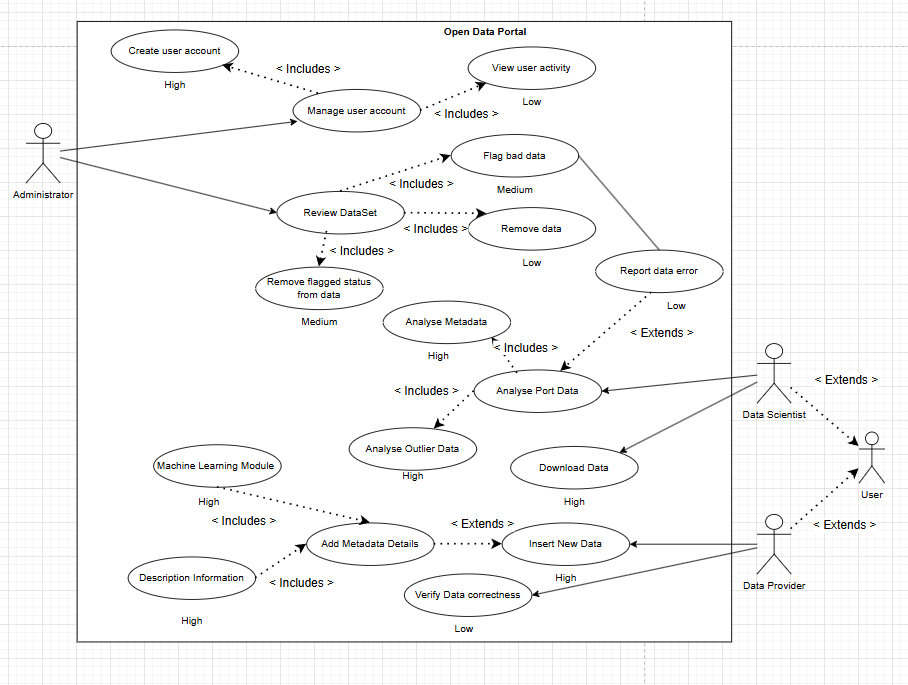 Open Data Portal
Create user account
High
< Includes >
View user activity
Low
Manage user account
< Includes >
Administrator
Flag bad data
Medium
< Includes >
Review DataSet
< Includes >
Remove data
Low
< Includes >
Remove flagged status
from data
Medium
Report data error
Low
< Extends >
Analyse Metadata
High
< Includes >
Analyse Port Data
< Includes >
Data Scientist
< Extends >
Analyse Outlier Data
High
Download Data
High
User
Machine Learning Module
High
< Includes >
Add Metadata Details
< Extends >
Insert New Data
High
< Extends >
Data Provider
Description Information
High
< Includes >
Verify Data correctness
Low